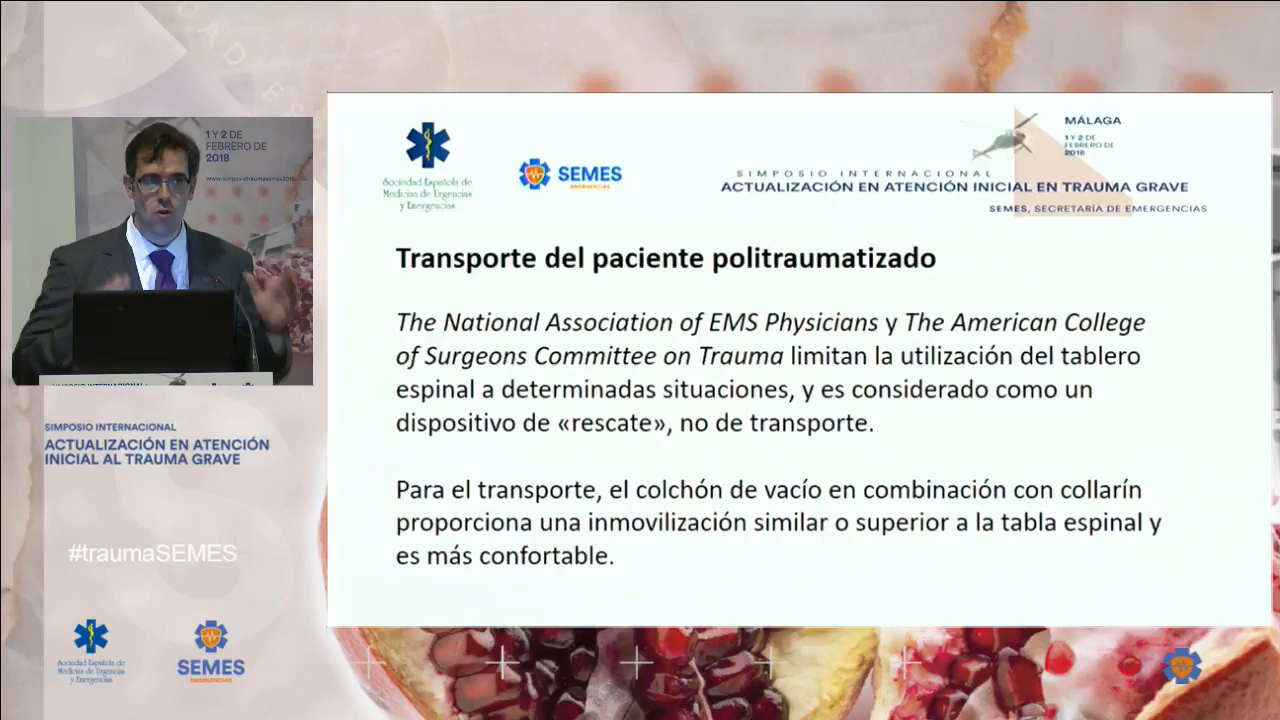 1 Y 2 DE
FEBRERO DE
2018
SIMPOSIO INTERNACIONAL
ACTUALIZACIÓN EN ATENCIÓN
INICIAL AL TRAUMA GRAVE
#traumaSEMES
Sociedad Española de
Medicina de Urgencias
y Emergencias
SEMES
EMERGENCIAS
Sociedad Española de
Medicina de Urgencias
y Emergencias
SEMES
EMERGENCIAS
MÁLAGA
1 Y 2 DE
FEBRERO DE
2018
SIMPOSIO INTERNACIONAL
ACTUALIZACIÓN EN ATENCIÓN INICIAL EN TRAUMA GRAVE
SEMES, SECRETARÍA DE EMERGENCIAS
Transporte del paciente politraumatizado
The National Association of EMS Physicians y The American College
of Surgeons Committee on Trauma limitan la utilización del tablero
espinal a determinadas situaciones, y es considerado como un
dispositivo de «rescate», no de transporte.
Para el transporte, el colchón de vacío en combinación con collarín
proporciona una inmovilización similar o superior a la tabla espinal y
es más confortable.